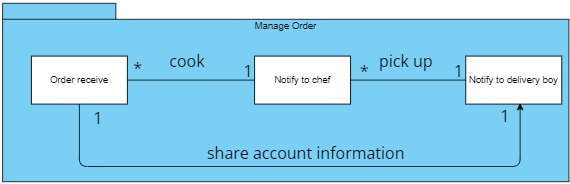 Manage Order
cook
pick up
Order receive
* 1
Notify to chef
* 1
Notify to delivery boy
1
1
share account information